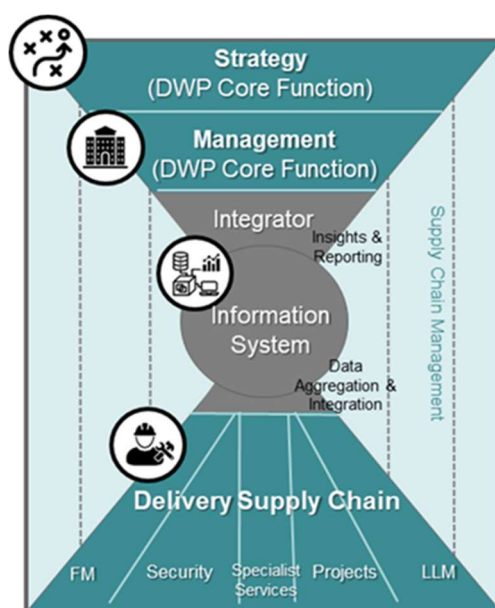 Strategy
(DWP Core Function)
Management
(DWP Core Function)
Integrator
Insights &
Reporting
Supply Chain Management
Information
System
Data
Aggregation &
Integration
Delivery Supply Chain
FM
Security
Specialist
Services
Projects
LLM